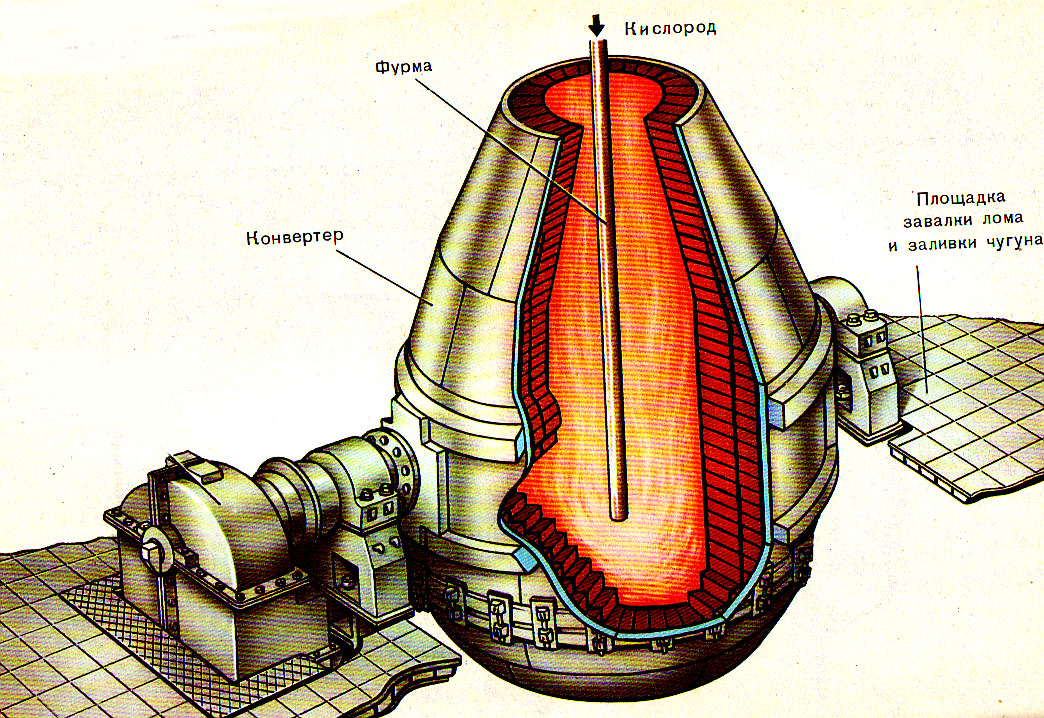 Кислород
Фурма
Площадка
завалки лома
и заливки чугуна
Конвертер